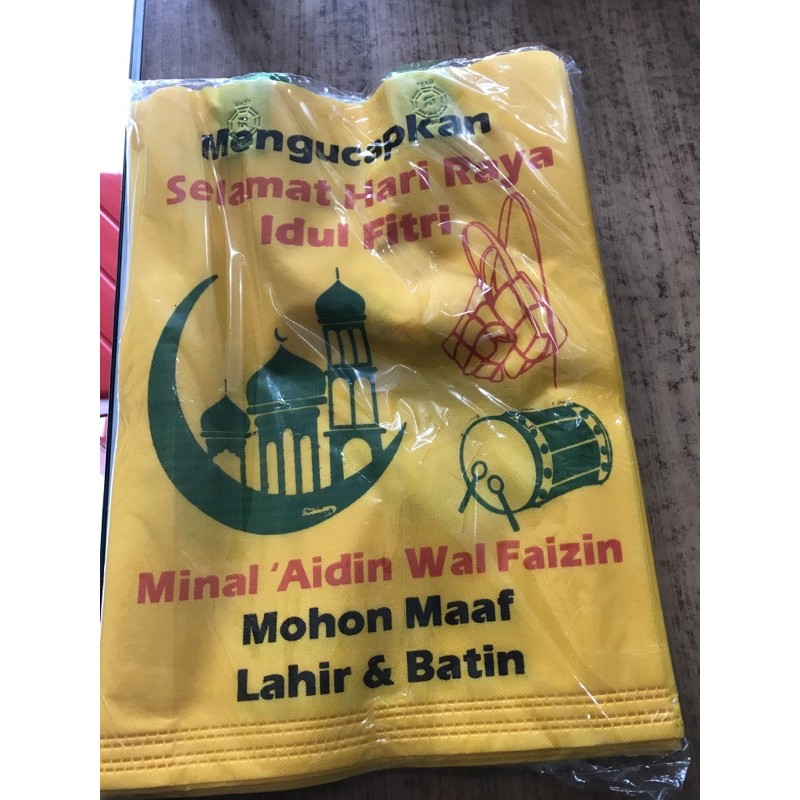 Mengucapkan
Selamat Hari Raya
Idul Fitri
Minal 'Aidin Wal Faizin
Mohon Maaf
Lahir & Batin